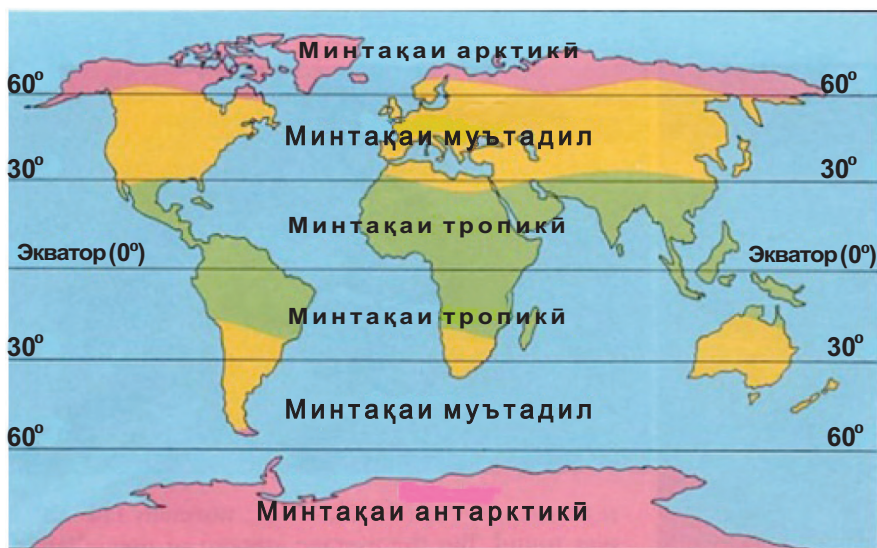 Минтақаи арктикӣ
60° 60°
Минтақаи муътадил
30° 30°
Минтақаи тропикӣ
Экватор (0°) Экватор (0°)
Минтақаи тропикӣ
30° 30°
Минтақаи муътадил
60° 60°
Минтақаи антарктикӣ